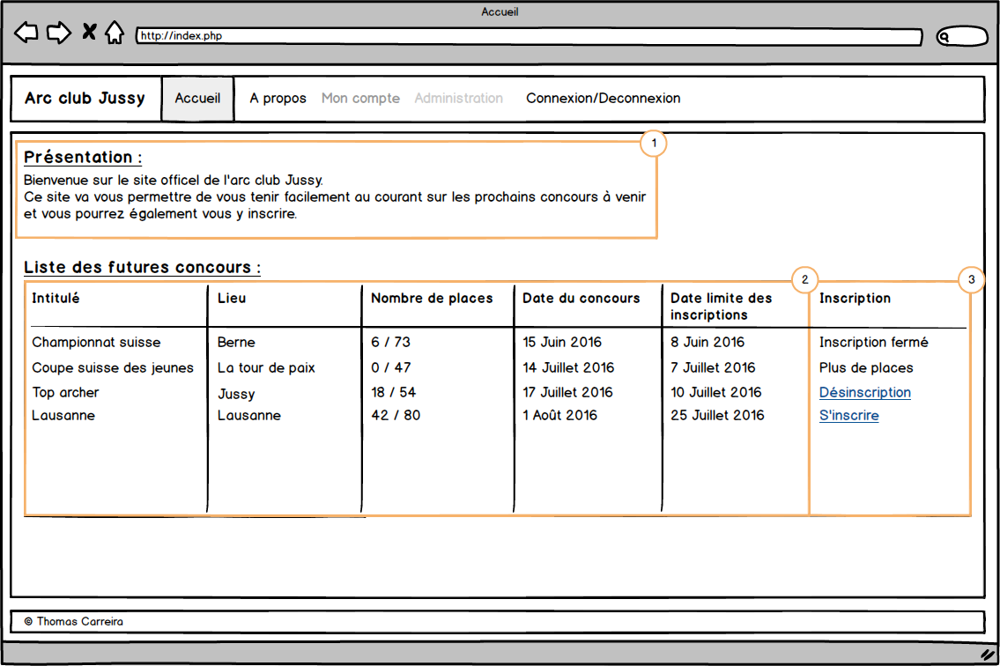 Accueil
http://index.php
Arc club Jussy Accueil A propos Mon compte Administration Connexion/Deconnexion
1
Présentation :
Bienvenue sur le site officel de l'arc club Jussy.
Ce site va vous permettre de vous tenir facilement au courant sur les prochains concours à venir
et vous pourrez également vous y inscrire.
Liste des futures concours :
2 3
Intitulé Lieu Nombre de places Date du concours Date limite des inscriptions Inscription
Championnat suisse Berne 6 / 73 15 Juin 2016 8 Juin 2016 Inscription fermé
Coupe suisse des jeunes La tour de paix 0 / 47 14 Juillet 2016 7 Juillet 2016 Plus de places
Top archer Jussy 18 / 54 17 Juillet 2016 10 Juillet 2016 Désinscription
Lausanne Lausanne 42 / 80 1 Août 2016 25 Juillet 2016 S'inscrire
© Thomas Carreira